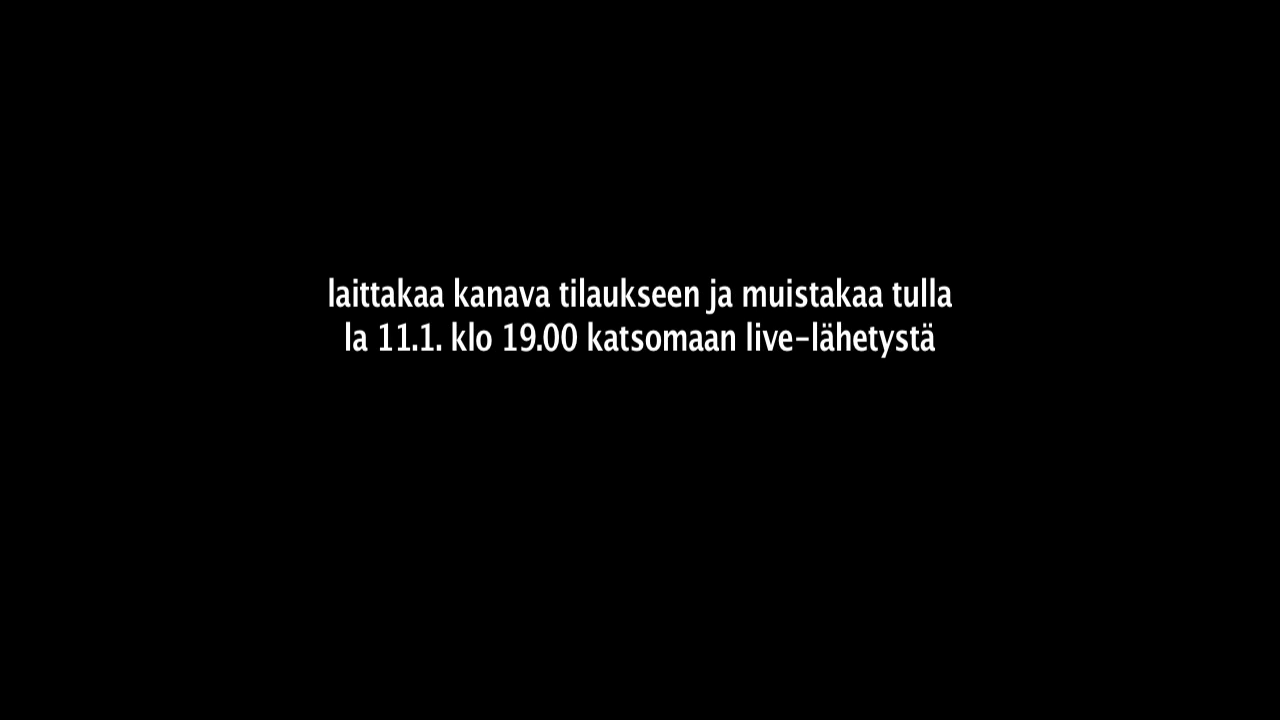 laittakaa kanava tilaukseen ja muistakaa tulla
la 11.1. klo 19.00 katsomaan live-lähetystä